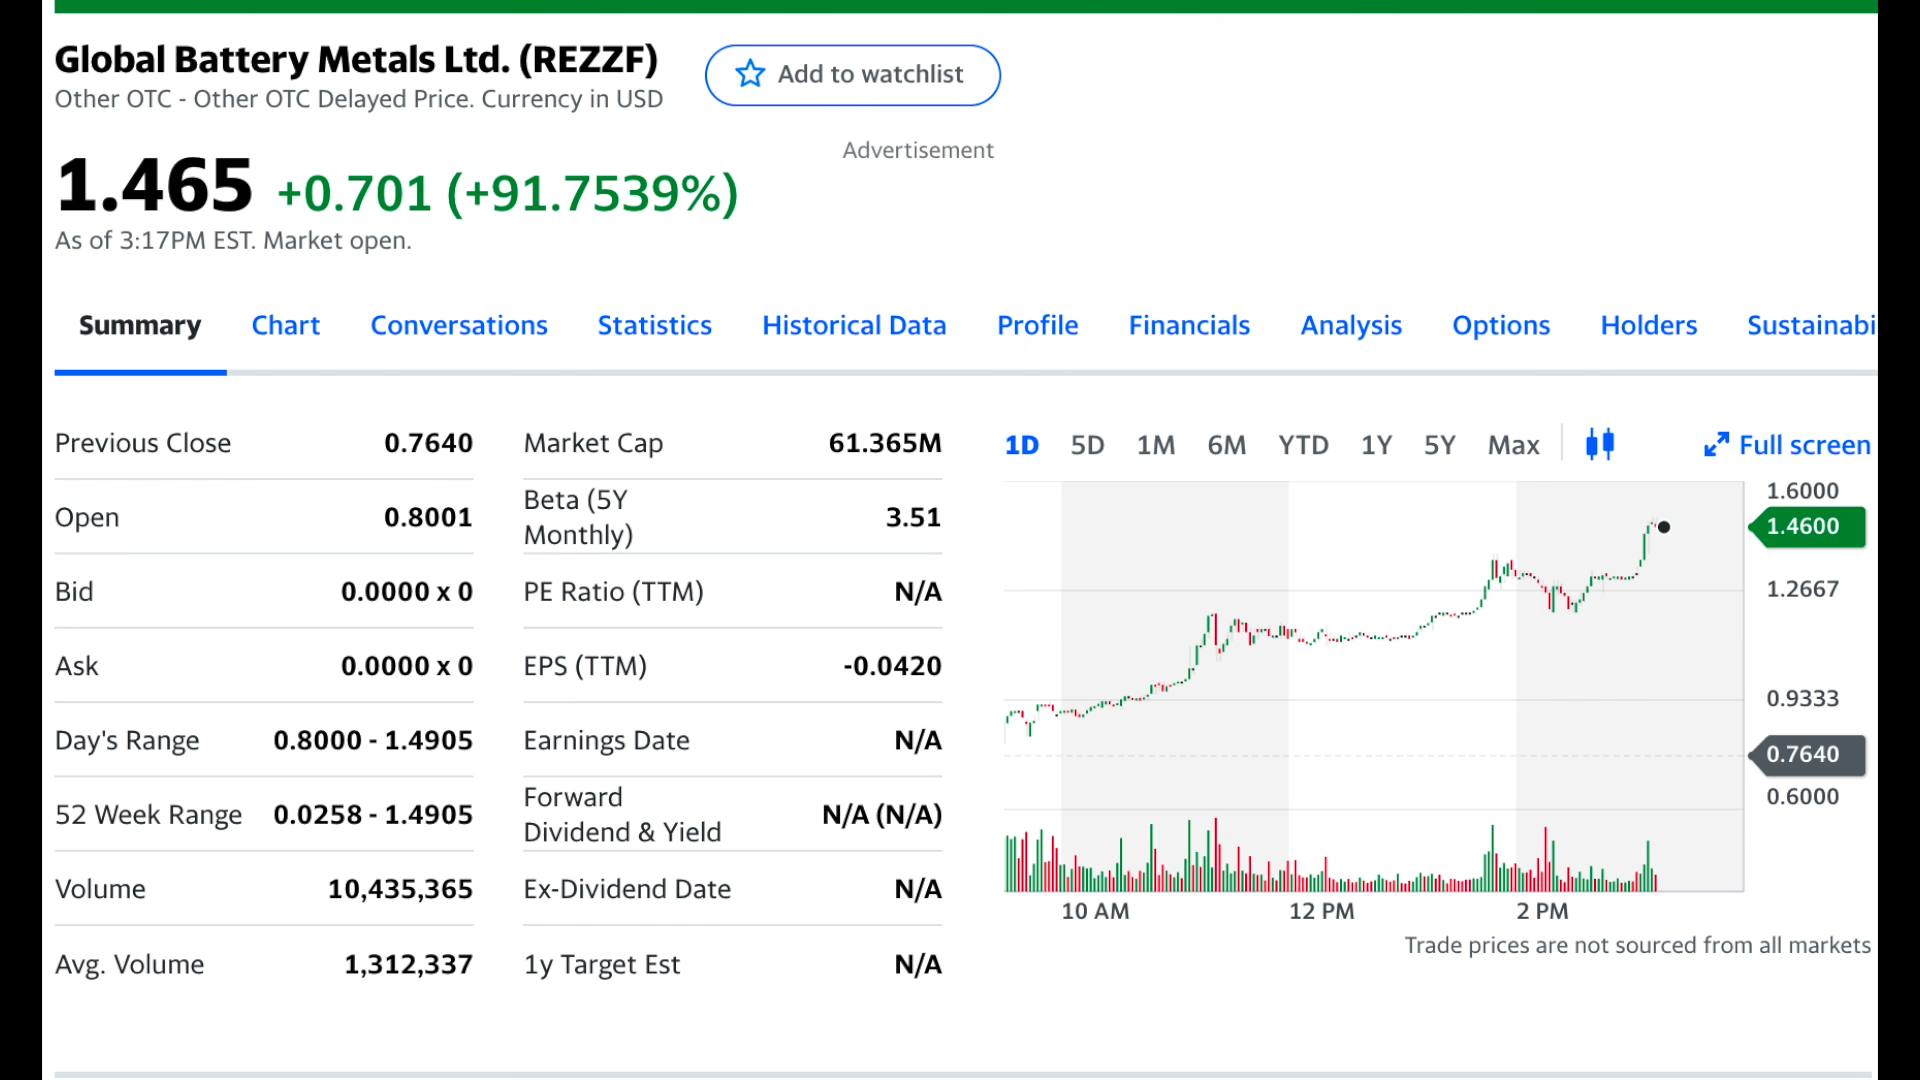 Global Battery Metals Ltd. (REZZF)
Add to watchlist
Other OTC - Other OTC Delayed Price. Currency in USD
Advertisement
1.465 +0.701 (+91.7539%)
As of 3:17PM EST. Market open.
Summary Chart Conversations Statistics Historical Data Profile Financials Analysis Options Holders Sustainabi
Previous Close 0.7640
Open 0.8001
Bid 0.0000 x 0
Ask 0.0000 x 0
Day's Range 0.8000 - 1.4905
52 Week Range 0.0258 - 1.4905
Volume 10,435,365
Avg. Volume 1,312,337
Market Cap 61.365M
Beta (5Y
Monthly) 3.51
PE Ratio (TTM) N/A
EPS (TTM) -0.0420
Earnings Date N/A
Forward
Dividend & Yield N/A (N/A)
Ex-Dividend Date N/A
1y Target Est N/A
1D 5D 1M 6M YTD 1Y 5Y Max Full screen
1.6000
1.4600
1.2667
0.9333
0.7640
0.6000
10 AM 12 PM 2 PM
Trade prices are not sourced from all markets